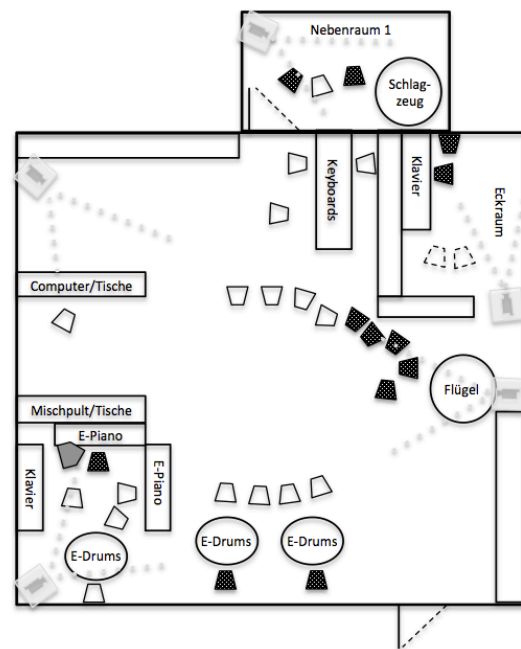 Nebenraum 1
Schlag-
zeug
Keyboards
Klavier
Eckraum
Computer/Tische
Flügel
Mischpult/Tische
E-Piano
Klavier
E-Piano
E-Drums
E-Drums
E-Drums